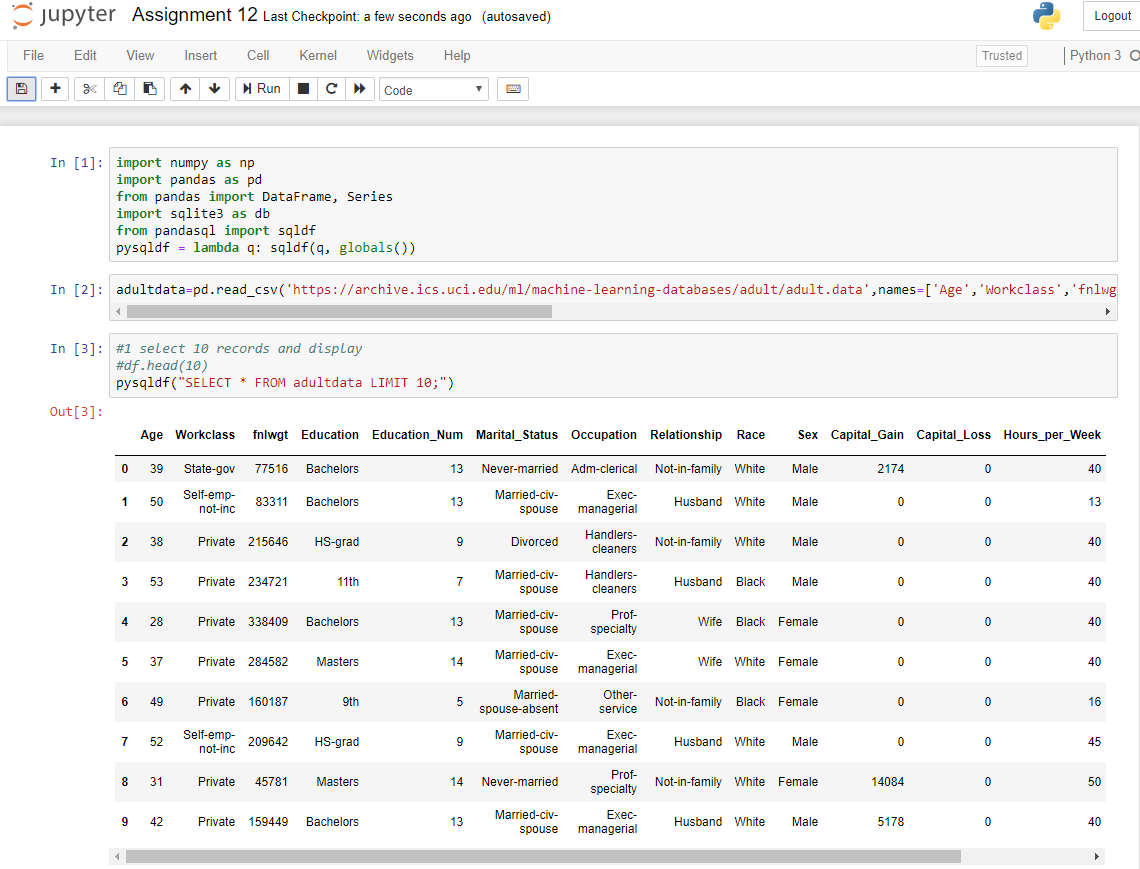 jupyter Assignment 12 Last Checkpoint: a few seconds ago (autosaved) Logout
File Edit View Insert Cell Kernel Widgets Help Trusted Python 3
Run Code
In [1]: import numpy as np
import pandas as pd
from pandas import DataFrame, Series
import sqlite3 as db
from pandasql import sqldf
pysqldf = lambda q: sqldf(q, globals())
In [2]: adultdata=pd.read_csv('https://archive.ics.uci.edu/ml/machine-learning-databases/adult/adult.data',names=['Age','Workclass','fnlwg
In [3]: #1 select 10 records and display
#df.head(10)
pysqldf("SELECT * FROM adultdata LIMIT 10;")
Out[3]:
Age Workclass fnlwgt Education Education_Num Marital_Status Occupation Relationship Race Sex Capital_Gain Capital_Loss Hours_per_Week
0 39 State-gov 77516 Bachelors 13 Never-married Adm-clerical Not-in-family White Male 2174 0 40
1 50 Self-emp-not-inc 83311 Bachelors 13 Married-civ-spouse Exec-managerial Husband White Male 0 0 13
2 38 Private 215646 HS-grad 9 Divorced Handlers-cleaners Not-in-family White Male 0 0 40
3 53 Private 234721 11th 7 Married-civ-spouse Handlers-cleaners Husband Black Male 0 0 40
4 28 Private 338409 Bachelors 13 Married-civ-spouse Prof-specialty Wife Black Female 0 0 40
5 37 Private 284582 Masters 14 Married-civ-spouse Exec-managerial Wife White Female 0 0 40
6 49 Private 160187 9th 5 Married-spouse-absent Other-service Not-in-family Black Female 0 0 16
7 52 Self-emp-not-inc 209642 HS-grad 9 Married-civ-spouse Exec-managerial Husband White Male 0 0 45
8 31 Private 45781 Masters 14 Never-married Prof-specialty Not-in-family White Female 14084 0 50
9 42 Private 159449 Bachelors 13 Married-civ-spouse Exec-managerial Husband White Male 5178 0 40